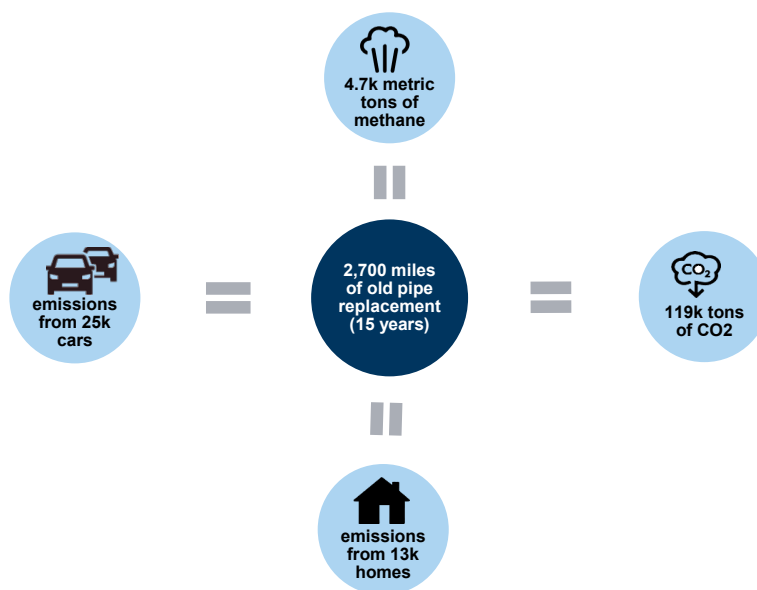 4.7k metric
tons of
methane
emissions
from 25k
cars
2,700 miles
of old pipe
replacement
(15 years)
CO2
119k tons
of CO2
emissions
from 13k
homes